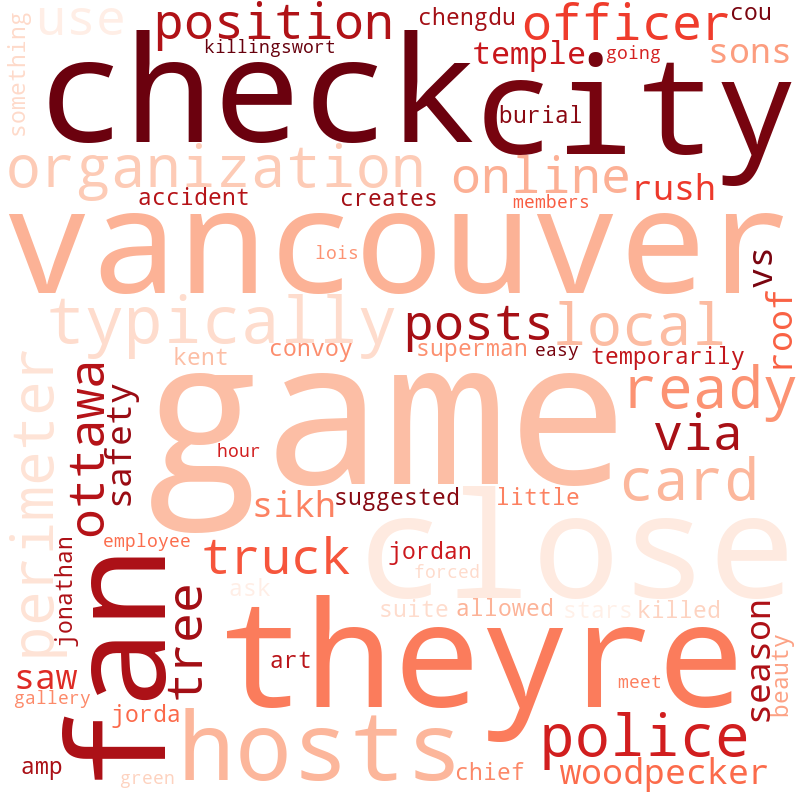 use
position
chengdu
officer
cou
killingswort
temple
going
sons
something
check
city
burial
organization
online
rush
accident
creates
members
vancouver
lois
vs
typically
posts
local
roof
kent
convoy
superman
easy
temporarily
game
ready
ottawa
safety
perimeter
via
hour
card
sikh
suggested
little
close
employee
truck
jordan
forced
jonathan
fan
tree
ask
suite
allowed
stars
killed
theyre
season
beauty
art
saw
meet
gallery
jorda
hosts
police
amp
green
chief
woodpecker